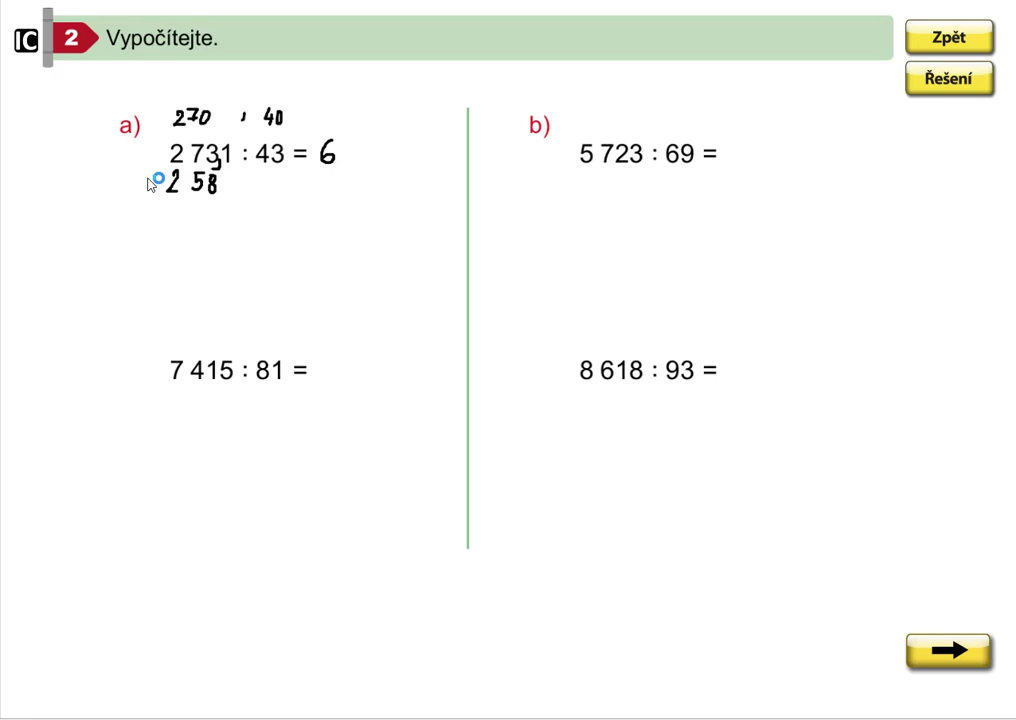 IC 2 Vypočítejte.
Zpět
Řešení
a) 270 : 40
2 731 : 43 = 6
2 58
7 415 : 81 =
b)
5 723 : 69 =
8 618 : 93 =